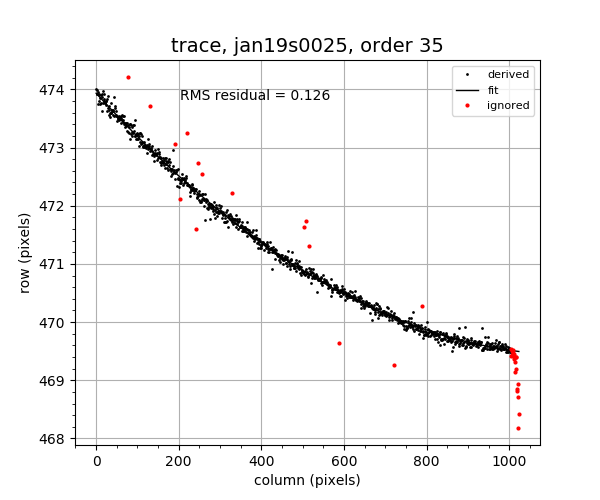 trace, jan19s0025, order 35
RMS residual = 0.126
derived
fit
ignored
474
473
472
471
470
469
468
row (pixels)
0 200 400 600 800 1000
column (pixels)